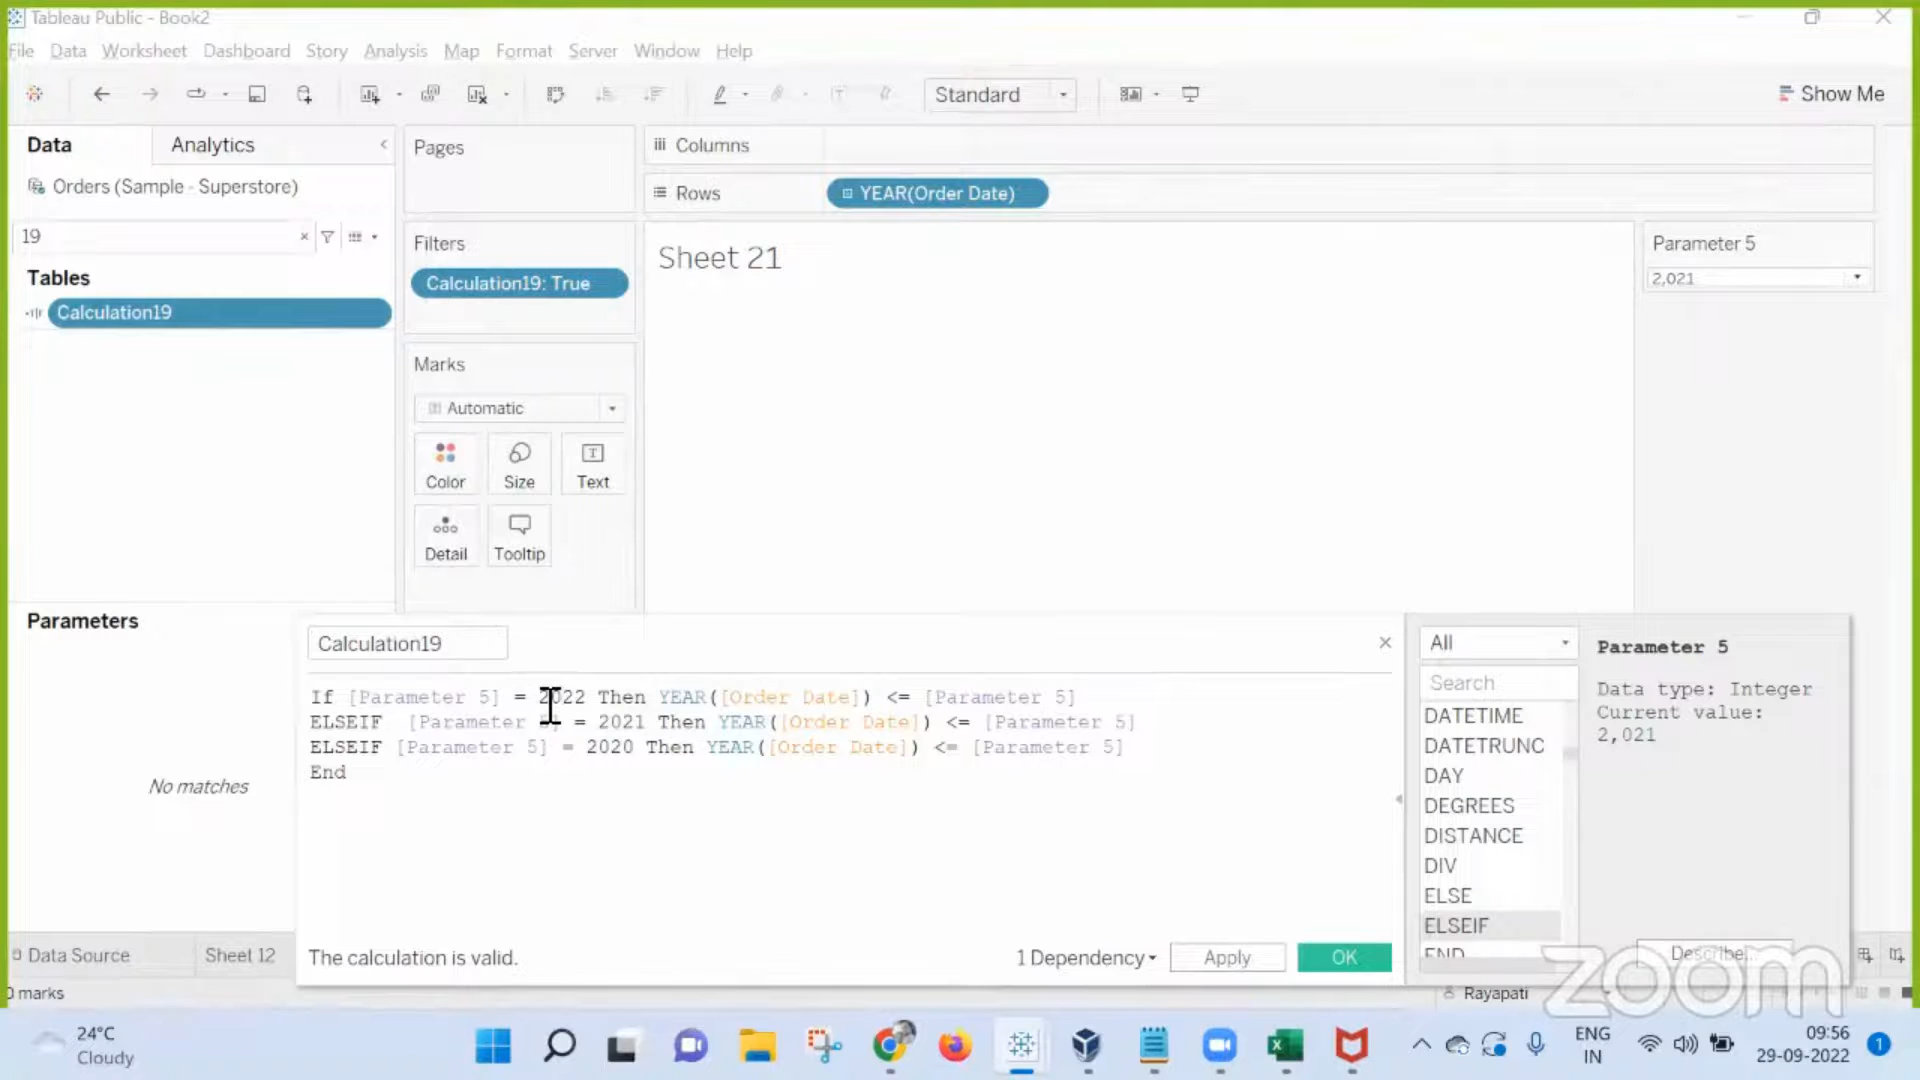 Tableau Public - Book2
File Data Worksheet Dashboard Story Analysis Map Format Server Window Help
Standard
Show Me
Data
Analytics
Pages
Columns
Orders (Sample - Superstore)
Rows
YEAR(Order Date)
19
Filters
Sheet 21
Parameter 5
Tables
Calculation19: True
2,021
Calculation19
Marks
Automatic
Color
Size
Text
Detail
Tooltip
Parameters
No matches
Calculation19
If [Parameter 5] = 2022 Then YEAR([Order Date]) <= [Parameter 5]
ELSEIF [Parameter 5] = 2021 Then YEAR([Order Date]) <= [Parameter 5]
ELSEIF [Parameter 5] = 2020 Then YEAR([Order Date]) <= [Parameter 5]
End
The calculation is valid.
1 Dependency
Apply
OK
All
Search
DATETIME
DATETRUNC
DAY
DEGREES
DISTANCE
DIV
ELSE
ELSEIF
END
Parameter 5
Data type: Integer
Current value:
2,021
Describe...
Data Source
Sheet 12
0 marks
Rayapati
zoom
24°C
Cloudy
ENG
IN
09:56
29-09-2022
1